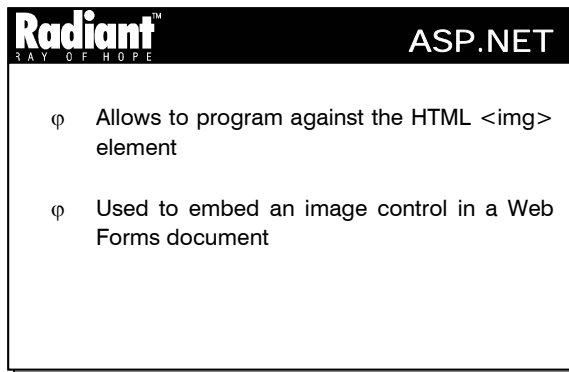 Radiant™
RAY OF HOPE
ASP.NET
φ Allows to program against the HTML <img>
element
φ Used to embed an image control in a Web
Forms document